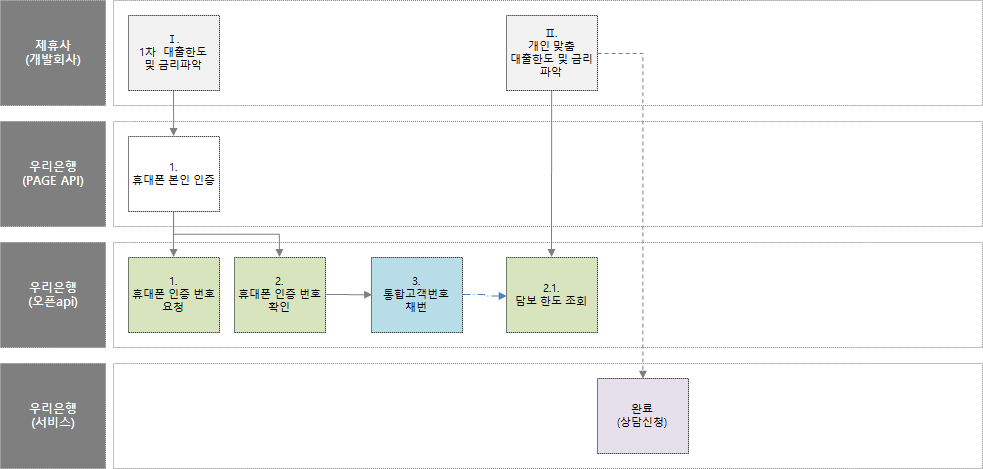 제휴사
(개발회사)
Ⅰ.
1차 대출한도
및 금리파악
Ⅱ.
개인 맞춤
대출한도 및 금리
파악
우리은행
(PAGE API)
1.
휴대폰 본인 인증
우리은행
(오픈api)
1.
휴대폰 인증 번호
요청
2.
휴대폰 인증 번호
확인
3.
통합고객번호
채번
2.1.
담보 한도 조회
우리은행
(서비스)
완료
(상담신청)